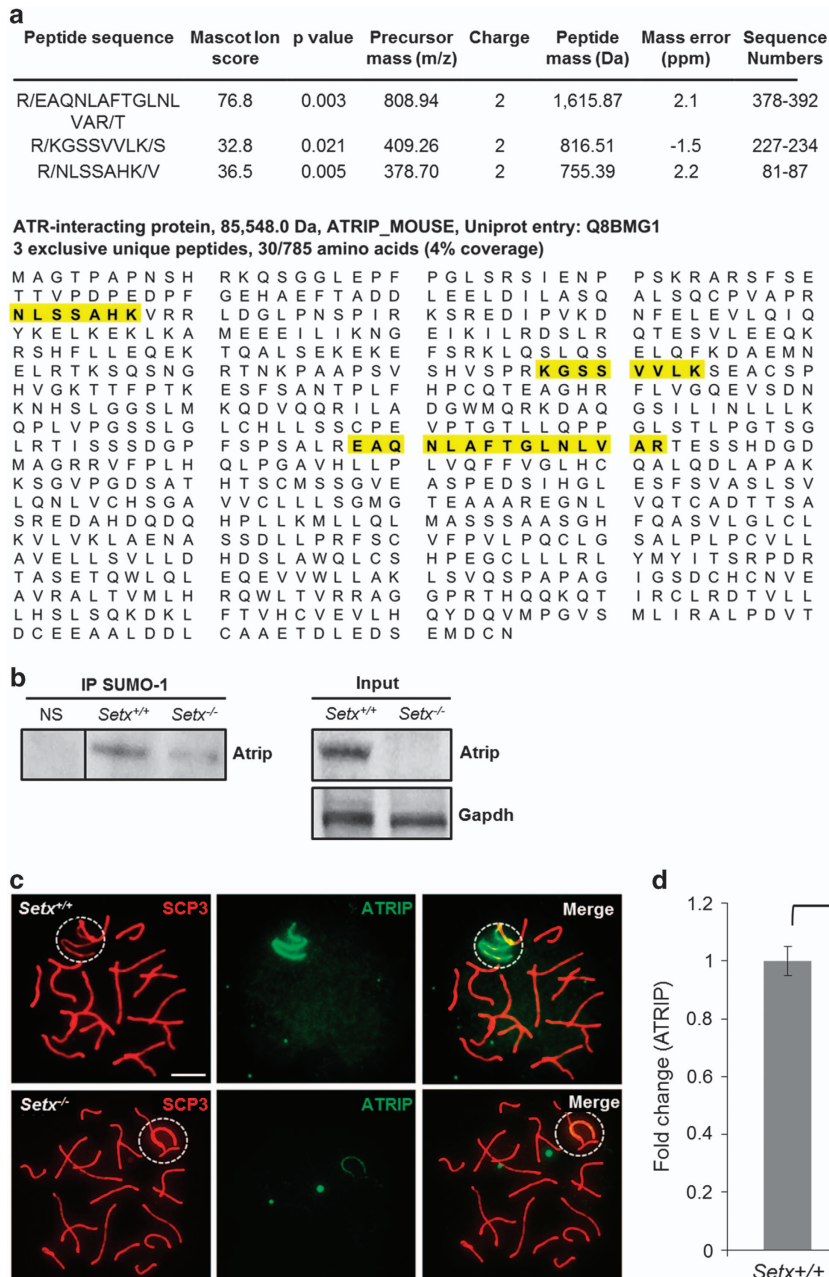 a
Peptide sequence Mascot Ion score p value Precursor mass (m/z) Charge Peptide mass (Da) Mass error (ppm) Sequence Numbers
R/EAQNLAFTGLNLVAR/T 76.8 0.003 808.94 2 1,615.87 2.1 378-392
R/KGSSVVLK/S 32.8 0.021 409.26 2 816.51 -1.5 227-234
R/NLSSAHK/V 36.5 0.005 378.70 2 755.39 2.2 81-87
ATR-interacting protein, 85,548.0 Da, ATRIP_MOUSE, Uniprot entry: Q8BMG1
3 exclusive unique peptides, 30/785 amino acids (4% coverage)
M A G T P A P N S H R K Q S G G L E P F P G L S R S I E N P P S K R A R S F S E
T T V P D P E D P F G E H A E F T A D D L E E L D I L A S Q A L S Q C P V A P R
N L S S A H K V R R L D G L P N S P I R K S R E D I P V K D N F E L E V L Q I Q
Y K E L K E K L K A M E E E I L I K N G E I K I L R D S L R Q T E S V L E E Q K
R S H F L L E Q E K T Q A L S E K E K E F S R K L Q S L Q S E L Q F K D A E M N
E L R T K S Q S N G R T N K P A A P S V S H V S P R K G S S V V L K S E A C S P
H V G K T T F P T K E S F S A N T P L F H P C Q T E A G H R F L V G Q E V S D N
K N H S L G G S L M K Q D V Q Q R I L A D G W M Q R K D A Q G S I L I N L L L K
Q P L V P G S S L G L C H L L S S C P E V P T G T L L Q P P G L S T L P G T S G
L R T I S S S D G P F S P S A L R E A Q N L A F T G L N L V A R T E S S H D G D
M A G R R V F P L H Q L P G A V H L L P L V Q F F V G L H C Q A L Q D L A P A K
K S G V P G D S A T H T S C M S S G V E A S P E D S I H G L E S F S V A S L S V
L Q N L V C H S G A V V C L L L S G M G T E A A A R E G N L V Q T C A D T T S A
S R E D A H D Q D Q H P L L K M L L Q L M A S S S A A S G H F Q A S V L G L C L
K V L V K L A E N A S S D L L P R F S C V F P V L P Q C L G S A L P L P C V L L
A V E L L S V L L D H D S L A W Q L C S H P E G C L L L R L Y M Y I T S R P D R
T A S E T Q W L Q L E Q E V V W L L A K L S V Q S P A P A G I G S D C H C N V E
A V R A L T V M L H R Q W L T V R R A G G P R T H Q Q K Q T I R C L R D T V L L
L H S L S Q K D K L F T V H C V E V L H Q Y D Q V M P G V S M L I R A L P D V T
D C E E A A L D D L C A A E T D L E D S E M D C N
b
IP SUMO-1 Input
NS Setx+/+ Setx-/- Setx+/+ Setx-/-
Atrip Atrip
Gapdh
c
Setx+/+ SCP3 ATRIP Merge
Setx-/- SCP3 ATRIP Merge
d
Fold change (ATRIP)
1.2
1
0.8
0.6
0.4
0.2
0
Setx+/+